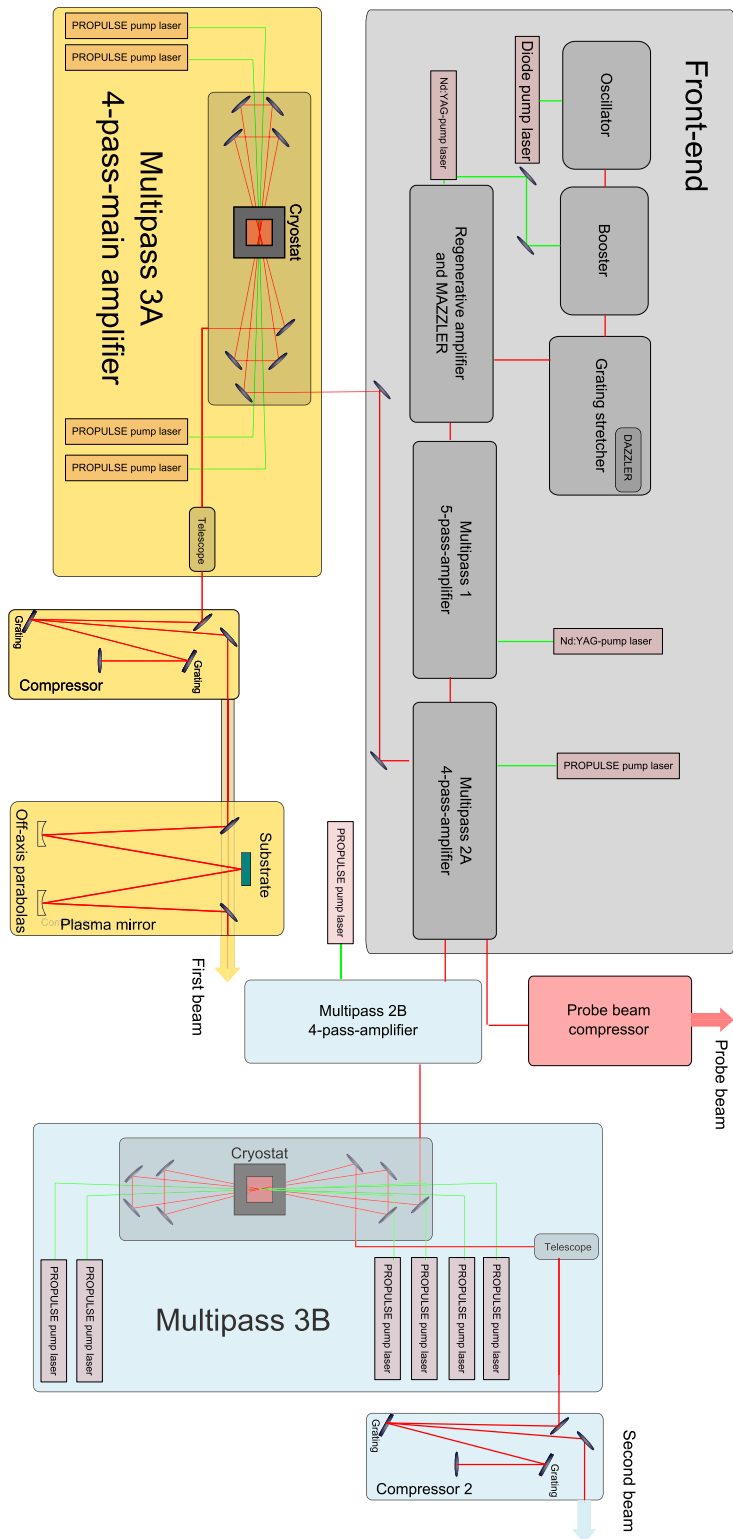 Front-end
Oscillator
Diode pump laser
Nd:YAG-pump laser
Booster
Regenerative amplifier
and MAZZLER
Grating stretcher
DAZZLER
Multipass 1
5-pass-amplifier
Nd:YAG-pump laser
Multipass 2A
4-pass-amplifier
PROPULSE pump laser
PROPULSE pump laser
PROPULSE pump laser
Multipass 3A
4-pass-main amplifier
Cryostat
PROPULSE pump laser
PROPULSE pump laser
Telescope
Grating
Grating
Compressor
Off-axis parabolas
Substrate
Plasma mirror
First beam
PROPULSE pump laser
Multipass 2B
4-pass-amplifier
Probe beam
compressor
Probe beam
Cryostat
Telescope
PROPULSE pump laser
PROPULSE pump laser
PROPULSE pump laser
PROPULSE pump laser
PROPULSE pump laser
PROPULSE pump laser
Multipass 3B
Grating
Grating
Compressor 2
Second beam